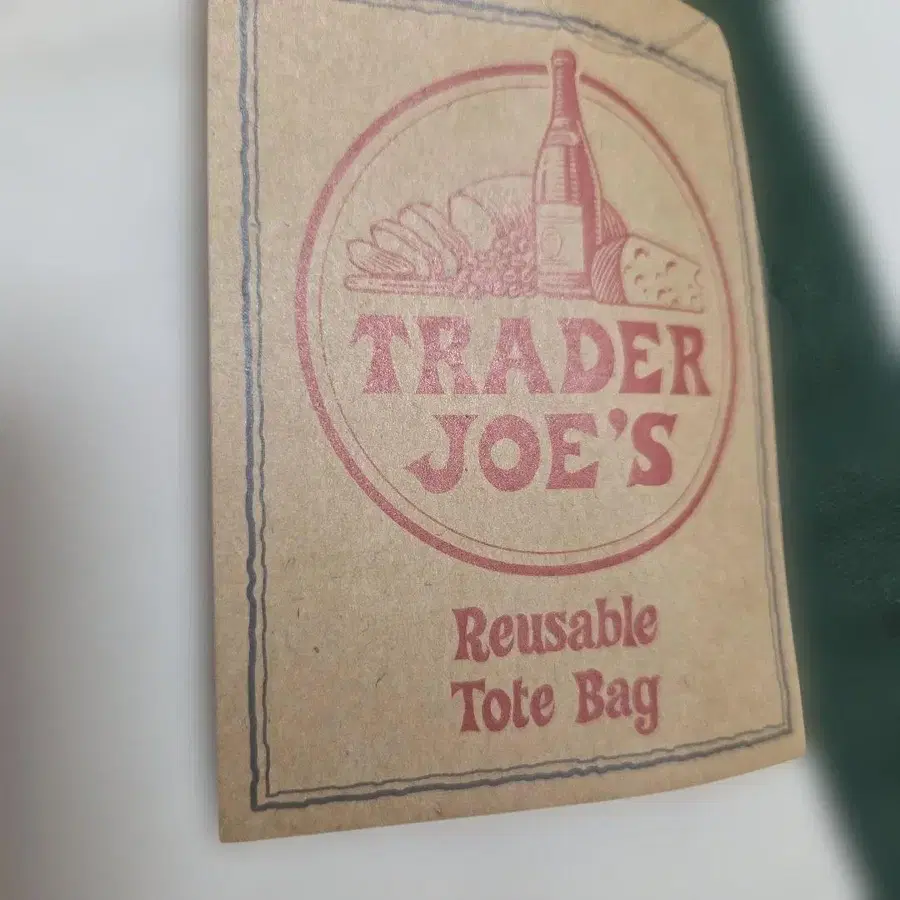 TRADER
JOE'S
Reusable
Tote Bag